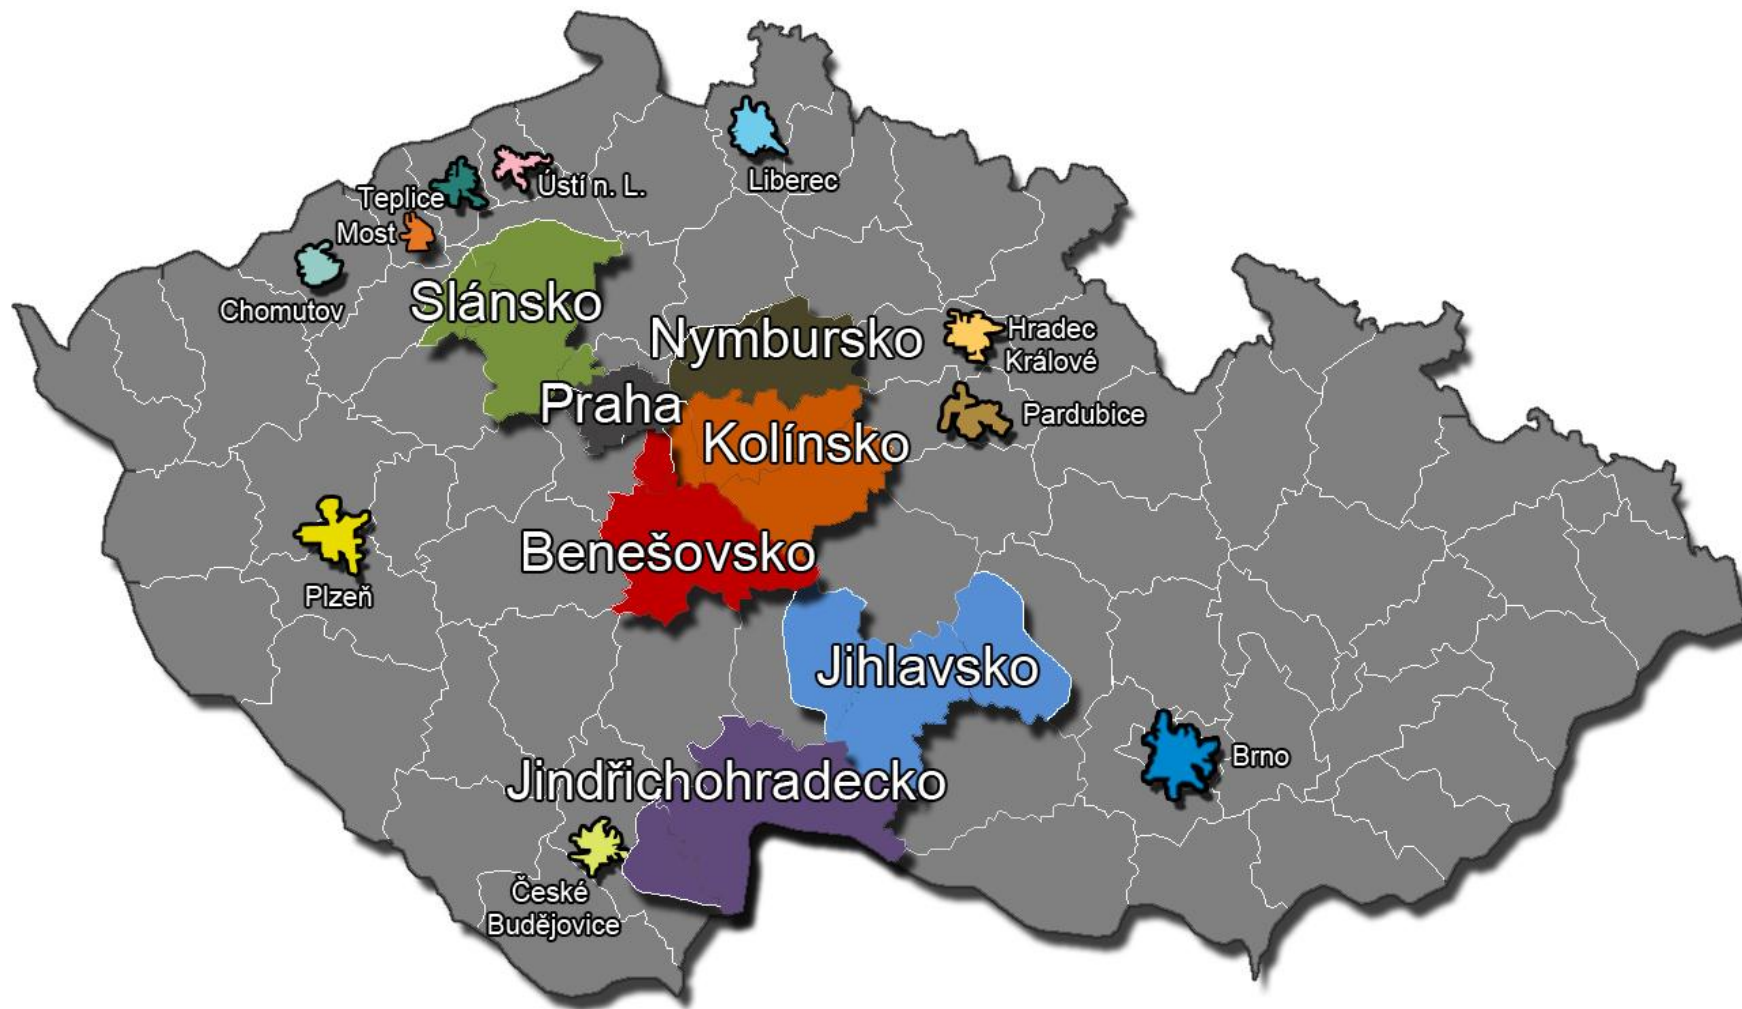 Liberec
Ústí n. L.
Teplice
Most
Chomutov
Slánsko
Nymbursko
Hradec
Králové
Praha
Pardubice
Kolínsko
Benešovsko
Plzeň
Jihlavsko
Brno
Jindřichohradecko
České
Budějovice